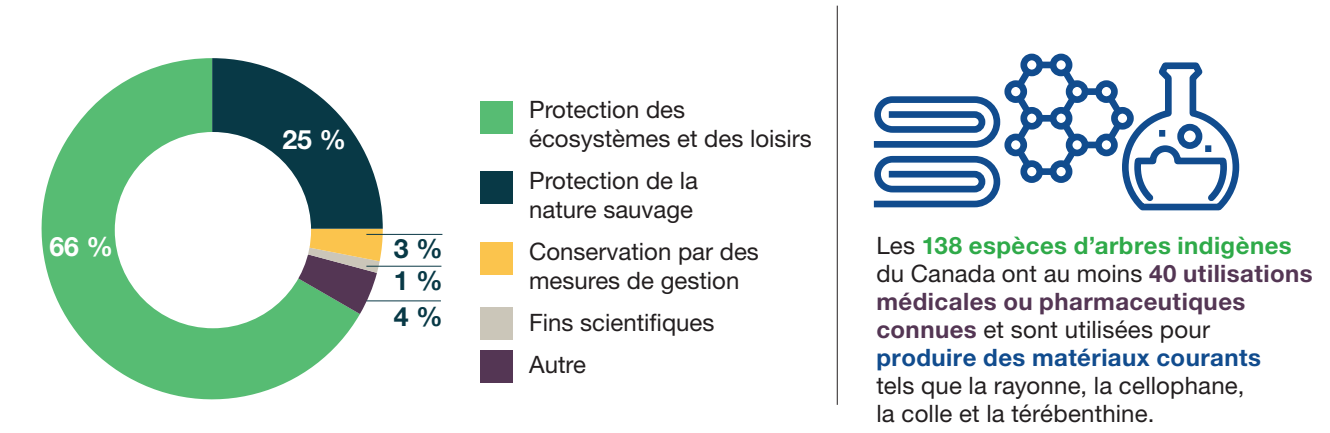 25 %
66 %
3 %
1 %
4 %
Protection des
écosystèmes et des loisirs
Protection de la
nature sauvage
Conservation par des
mesures de gestion
Fins scientifiques
Autre
Les 138 espèces d’arbres indigènes
du Canada ont au moins 40 utilisations
médicales ou pharmaceutiques
connues et sont utilisées pour
produire des matériaux courants
tels que la rayonne, la cellophane,
la colle et la térébenthine.